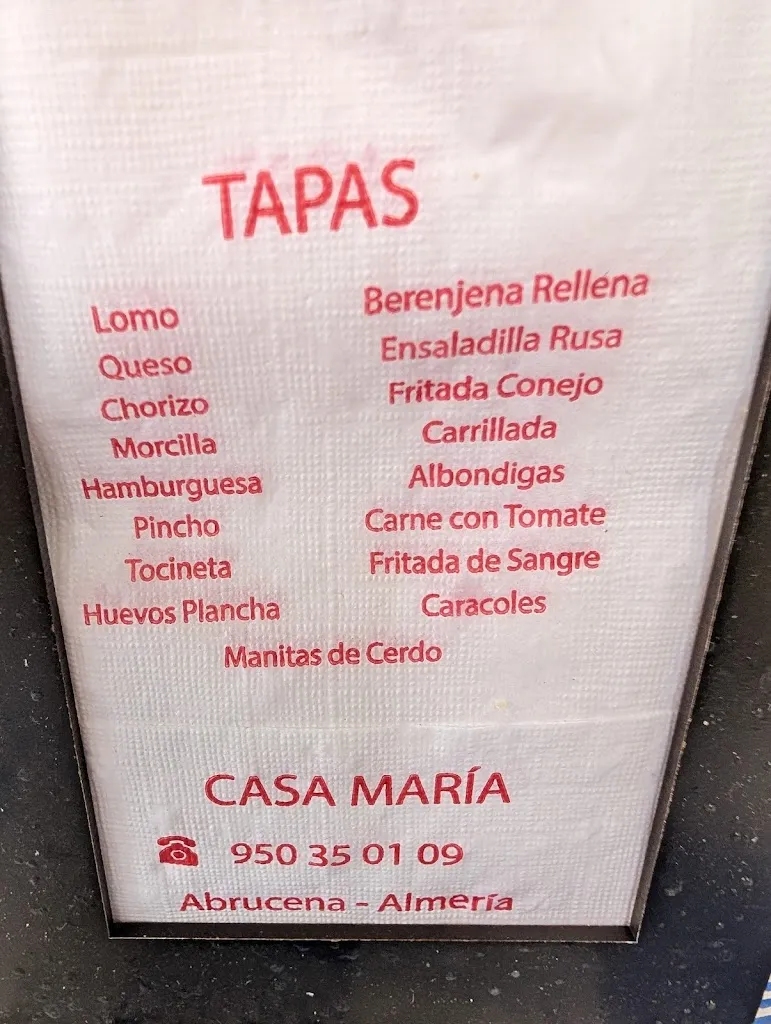 TAPAS
Lomo
Queso
Chorizo
Morcilla
Hamburguesa
Pincho
Tocineta
Huevos Plancha
Berenjena Rellena
Ensaladilla Rusa
Fritada Conejo
Carrillada
Albondigas
Carne con Tomate
Fritada de Sangre
Caracoles
Manitas de Cerdo
CASA MARÍA
950 35 01 09
Abrucena - Almería